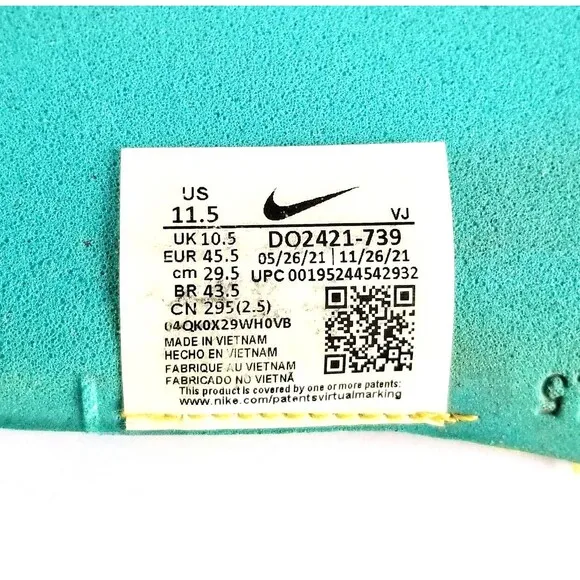 US
11.5 VJ
UK 10.5 DO2421-739
EUR 45.5 05/26/21 | 11/26/21
cm 29.5 UPC 00195244542932
BR 43.5
CN 295(2.5)
04QK0X29WH0VB
MADE IN VIETNAM
HECHO EN VIETNAM
FABRIQUE AU VIETNAM
FABRICADO NO VIETNÃ
This product is covered by one or more patents:
www.nike.com/patentsvirtualmarking